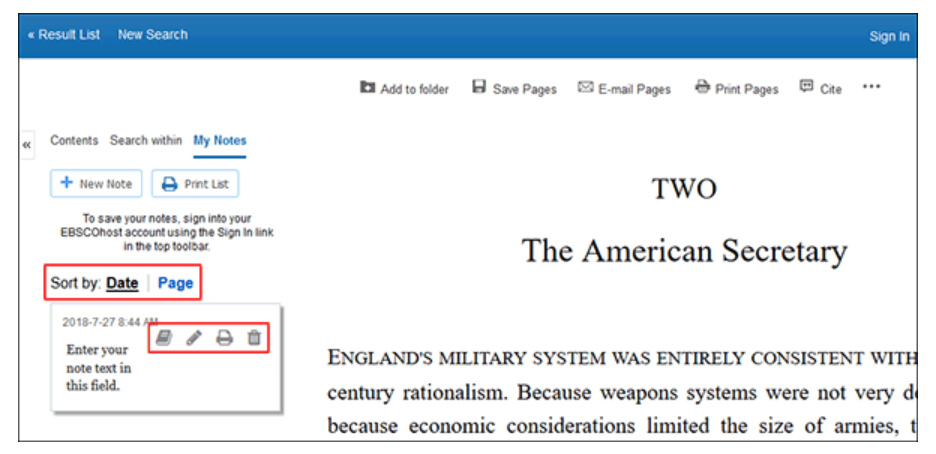 « Result List New Search Sign In
Add to folder Save Pages E-mail Pages Print Pages Cite •••
« Contents Search within My Notes
+ New Note Print List
To save your notes, sign into your
EBSCOhost account using the Sign In link
in the top toolbar.
Sort by: Date | Page
2018-7-27 8:44 AM
Enter your
note text in
this field.
TWO
The American Secretary
ENGLAND'S MILITARY SYSTEM WAS ENTIRELY CONSISTENT WITH
century rationalism. Because weapons systems were not very
because economic considerations limited the size of armies,